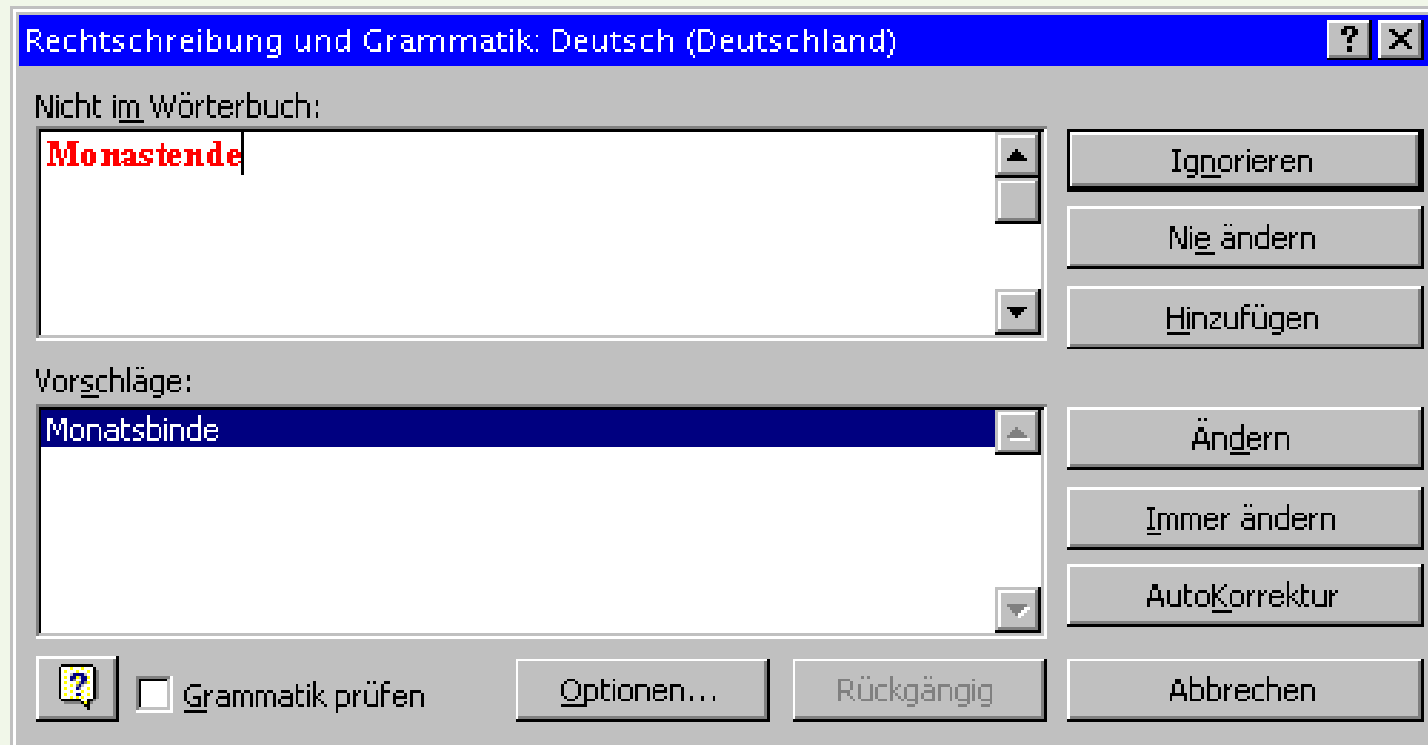 Rechtschreibung und Grammatik: Deutsch (Deutschland)
Nicht im Wörterbuch:
Monastende
Ignorieren
Nie ändern
Hinzufügen
Vorschläge:
Monatsbinde
Ändern
Immer ändern
AutoKorrektur
Grammatik prüfen
Optionen...
Rückgängig
Abbrechen